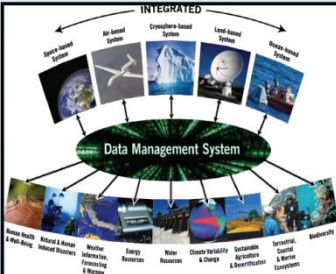 INTEGRATED
Space-based
System
Air-based
System
Cryosphere-based
System
Land-based
System
Ocean-based
System
Data Management System
Human Health
& Well-Being
Natural & Human
Induced Disasters
Weather
Information,
Forecasting
& Warning
Energy
Resources
Water
Resources
Climate Variability
& Change
Sustainable
Agriculture
& Desertification
Terrestrial,
Coastal
& Marine
Ecosystems
Biodiversity